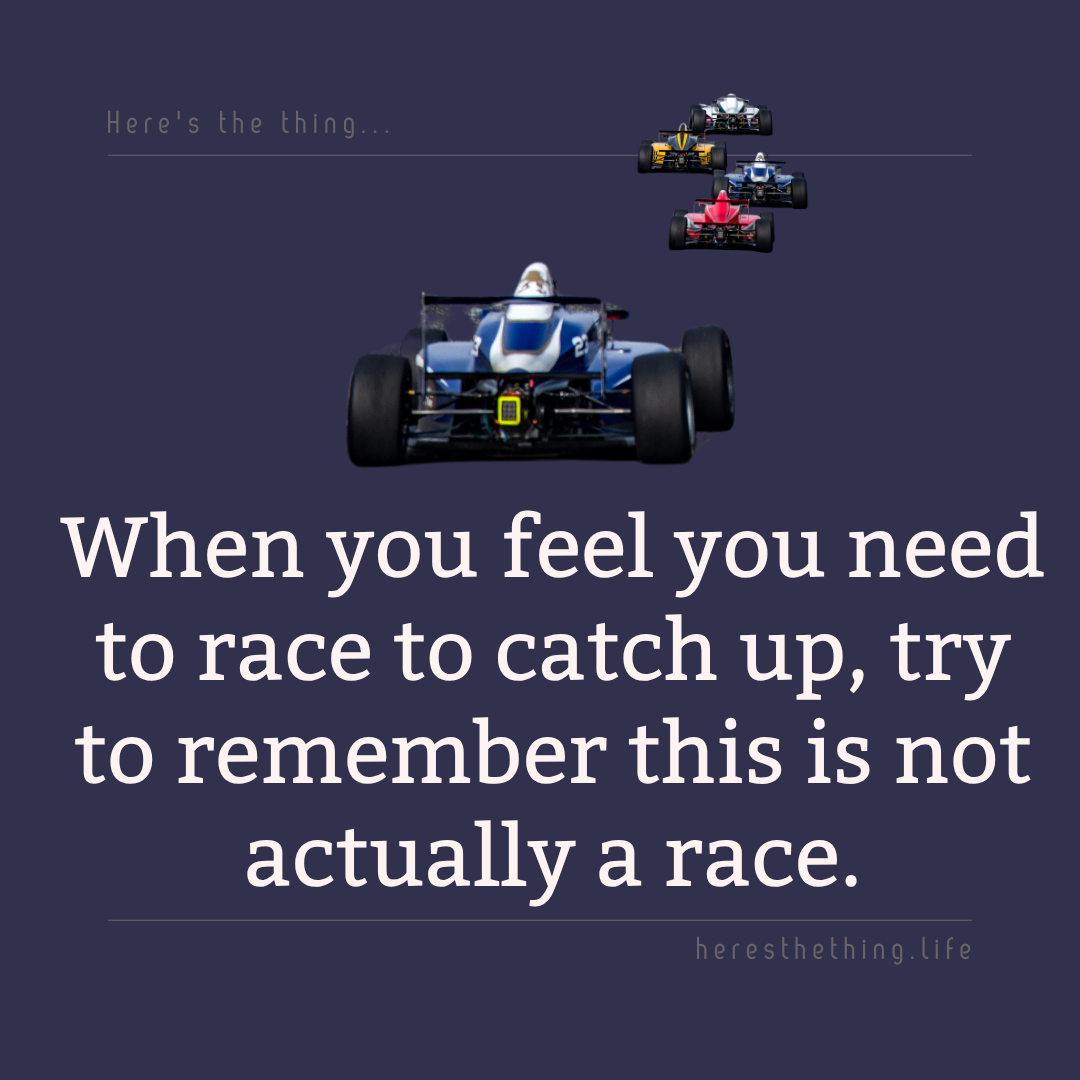 Here's the thing...
23
When you feel you need
to race to catch up, try
to remember this is not
actually a race.
heresthething.life